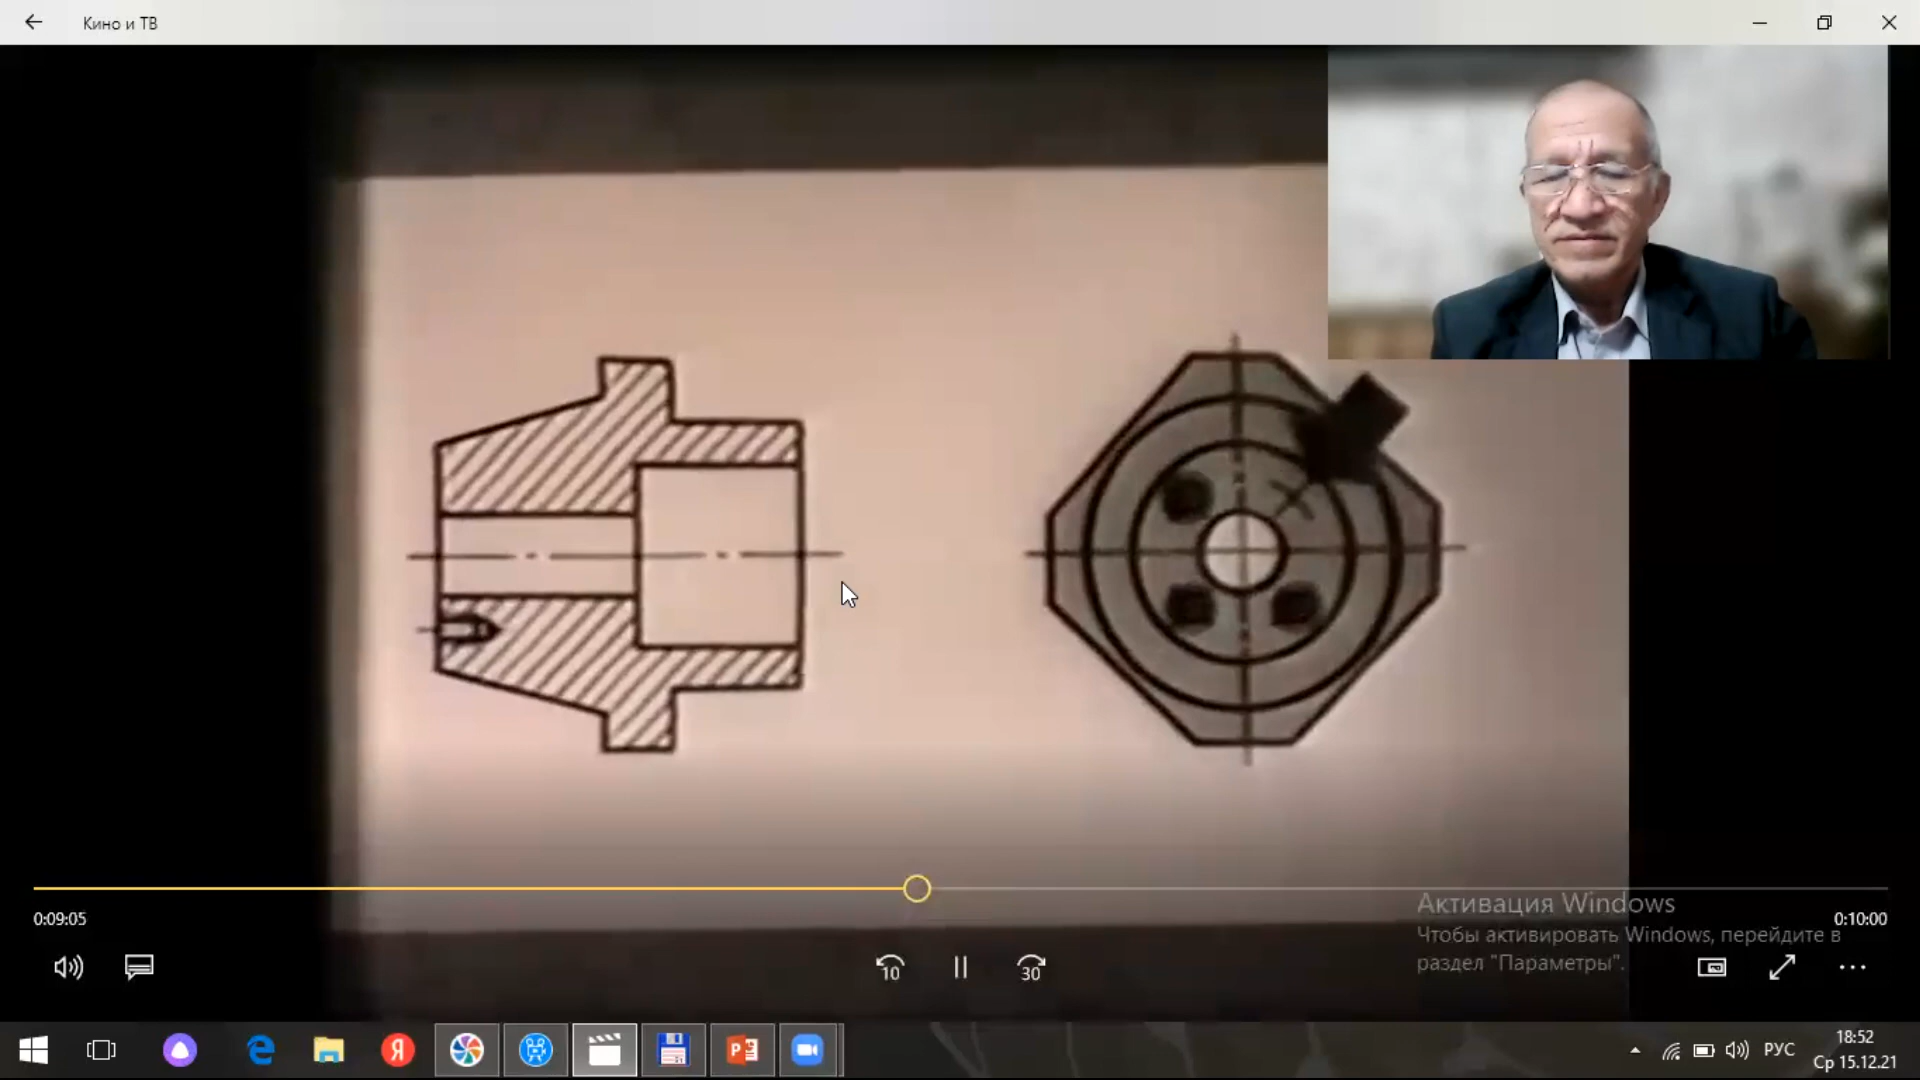 Кино и ТВ
0:09:05
0:10:00
Активация Windows
Чтобы активировать Windows, перейдите в
раздел "Параметры".
10
30
Я
P
РУС
18:52
Ср 15.12.21